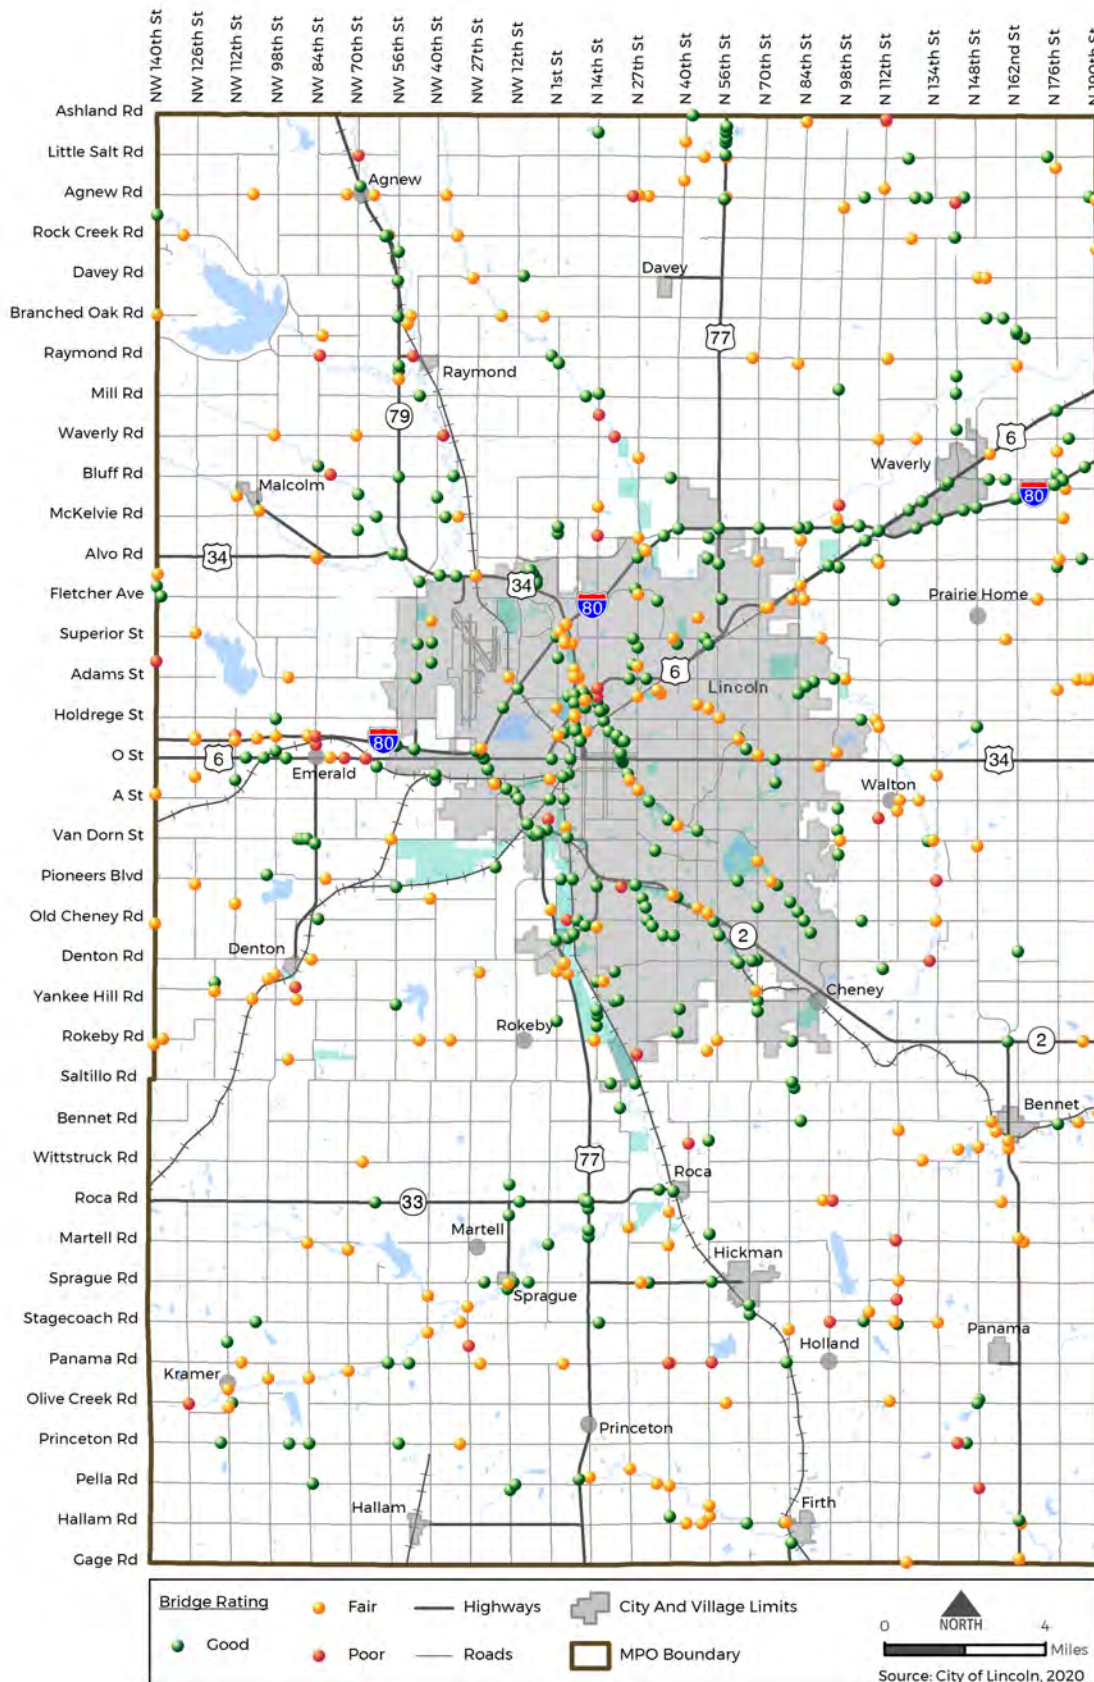 NW 140th St
NW 126th St
NW 112th St
NW 98th St
NW 84th St
NW 70th St
NW 56th St
NW 40th St
NW 27th St
NW 12th St
N 1st St
N 14th St
N 27th St
N 40th St
N 56th St
N 70th St
N 84th St
N 98th St
N 112th St
N 134th St
N 148th St
N 162nd St
N 176th St
N 190th St
Ashland Rd
Little Salt Rd
Agnew Rd
Rock Creek Rd
Davey Rd
Branched Oak Rd
Raymond Rd
Mill Rd
Waverly Rd
Bluff Rd
McKelvie Rd
Alvo Rd
Fletcher Ave
Superior St
Adams St
Holdrege St
O St
A St
Van Dorn St
Pioneers Blvd
Old Cheney Rd
Denton Rd
Yankee Hill Rd
Rokeby Rd
Saltillo Rd
Bennet Rd
Wittstruck Rd
Roca Rd
Martell Rd
Sprague Rd
Stagecoach Rd
Panama Rd
Olive Creek Rd
Princeton Rd
Pella Rd
Hallam Rd
Gage Rd
Agnew
Davey
77
Raymond
79
6
Waverly
Malcolm
80
34
34
80
Prairie Home
6
Lincoln
80
6
Emerald
34
Walton
2
Denton
Cheney
Rokeby
2
Bennet
77
Roca
33
Martell
Hickman
Sprague
Holland
Panama
Kramer
Princeton
Hallam
Firth
Bridge Rating
Good
Fair
Poor
Highways
Roads
City And Village Limits
MPO Boundary
NORTH
0
4
Miles
Source: City of Lincoln, 2020